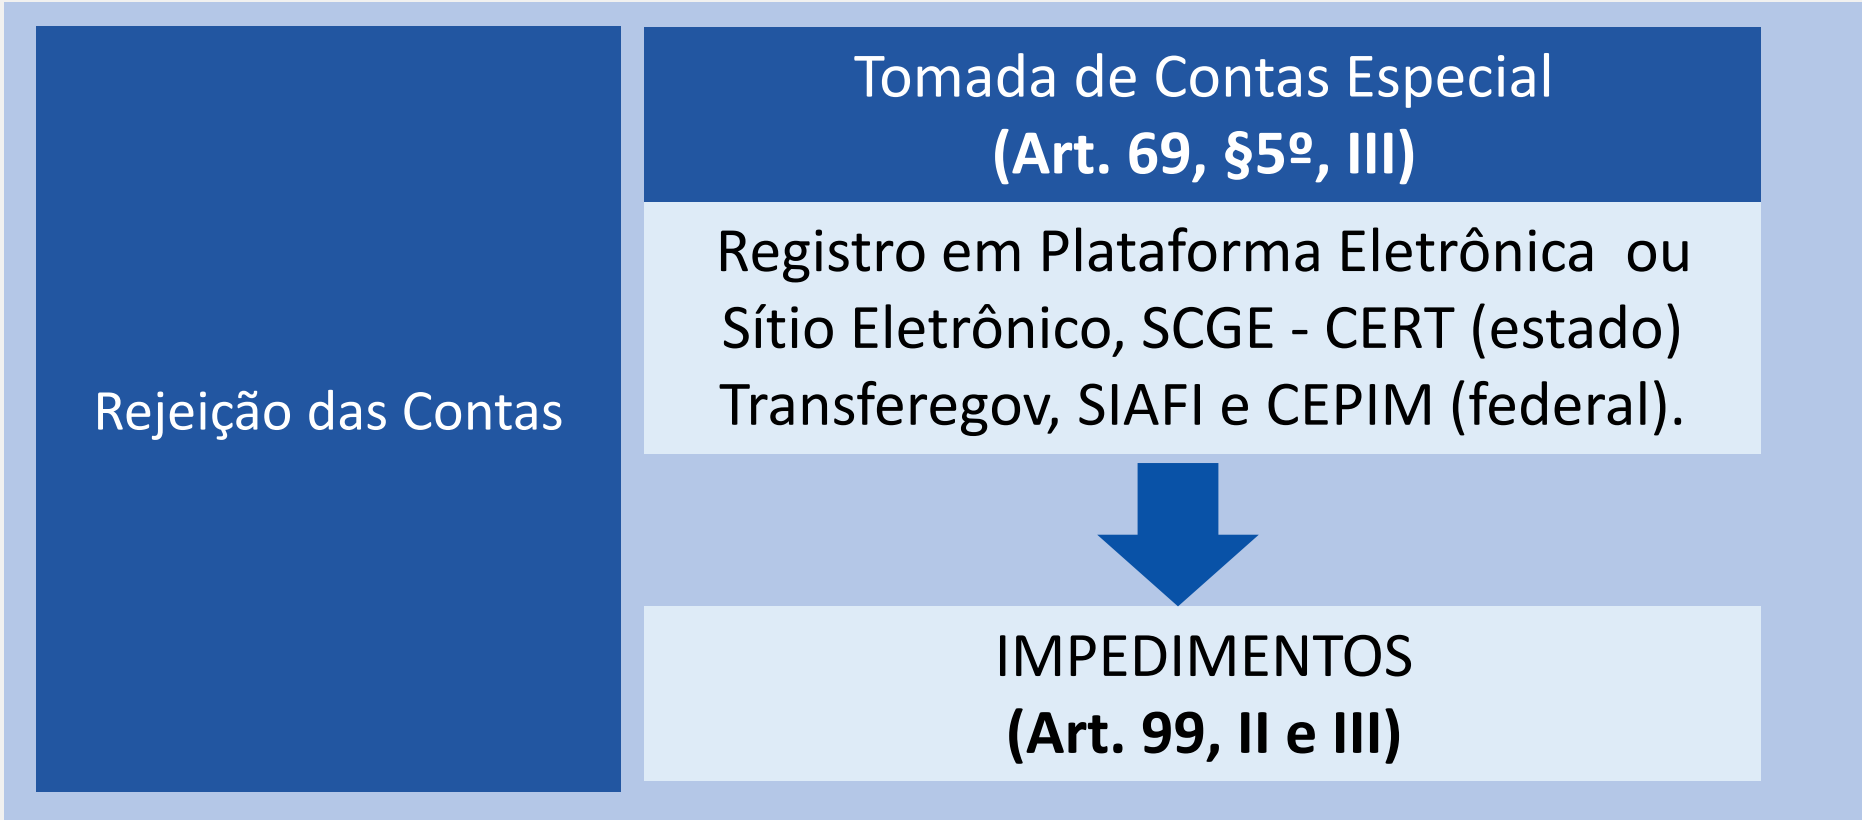 Rejeição das Contas
Tomada de Contas Especial
(Art. 69, §5º, III)
Registro em Plataforma Eletrônica  ou
Sítio Eletrônico, SCGE - CERT (estado)
Transferegov, SIAFI e CEPIM (federal).
IMPEDIMENTOS
(Art. 99, II e III)